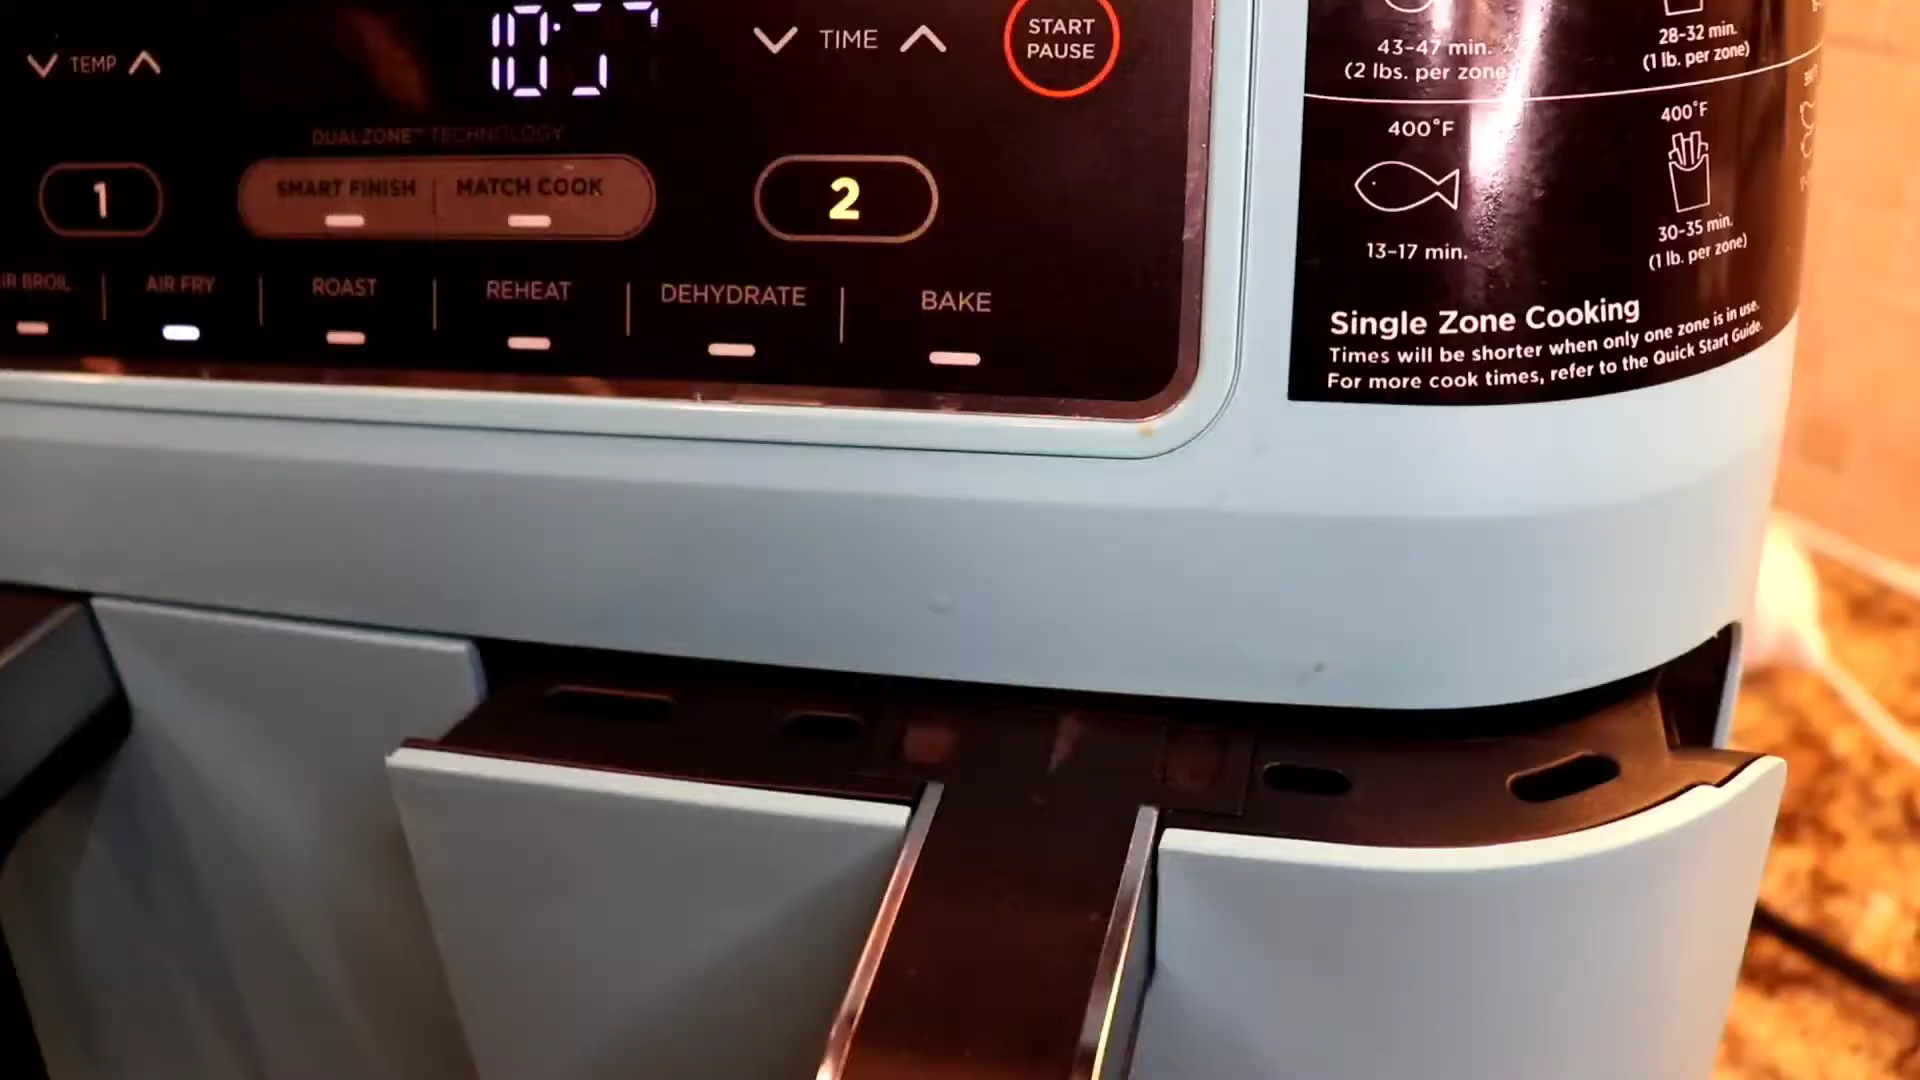 TEMP
TIME
START
PAUSE
DUALZONE™ TECHNOLOGY
1
SMART FINISH
MATCH COOK
2
AIR FRY
ROAST
REHEAT
DEHYDRATE
BAKE
43–47 min.
(2 lbs. per zone
28–32 min.
(1 lb. per zone)
400°F
13–17 min.
400°F
30–35 min.
(1 lb. per zone)
Single Zone Cooking
Times will be shorter when only one zone is in use.
For more cook times, refer to the Quick Start Guide.